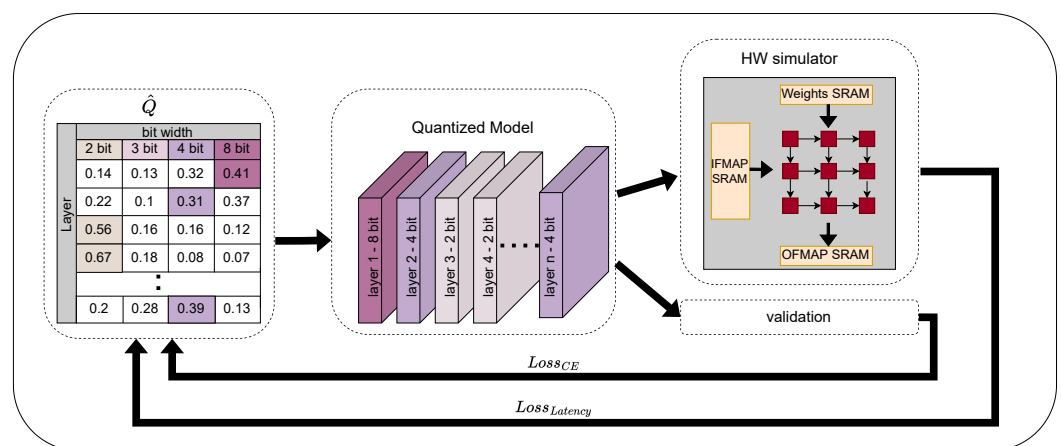 HW simulator
Weights SRAM
IFMAP
SRAM
OFMAP SRAM
Q̂
bit width
Layer
2 bit 3 bit 4 bit 8 bit
0.14 0.13 0.32 0.41
0.22 0.1 0.31 0.37
0.56 0.16 0.16 0.12
0.67 0.18 0.08 0.07
:
0.2 0.28 0.39 0.13
Quantized Model
layer 1 - 8 bit
layer 2 - 4 bit
layer 3 - 2 bit
layer 4 - 2 bit
.....
layer n - 4 bit
validation
Loss_CE
Loss_Latency